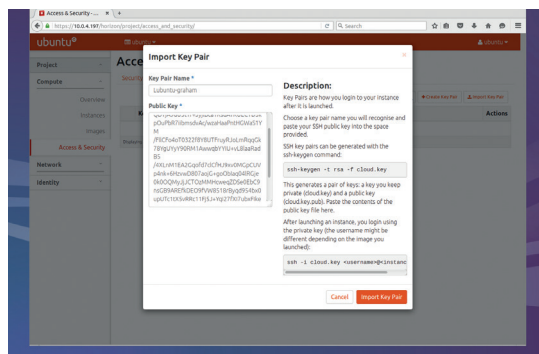 Access & Security - ...
https://10.0.4.197/horizon/project/access_and_security/
Search
ubuntu®
ubuntu
ubuntu
Project
Compute
Overview
Instances
Images
Access & Security
Network
Identity
Acce
Create Key Pair
Import Key Pair
Actions
Import Key Pair
Key Pair Name *
Lubuntu-graham
Public Key *
M
B5
Description:
Key Pairs are how you login to your instance
after it is launched.
Choose a key pair name you will recognise and
paste your SSH public key into the space
provided.
SSH key pairs can be generated with the
ssh-keygen command:
ssh-keygen -t rsa -f cloud.key
This generates a pair of keys: a key you keep
private (cloud.key) and a public key
(cloud.key.pub). Paste the contents of the
public key file here.
After launching an instance, you login using
the private key (the username might be
different depending on the image you
launched):
ssh -i cloud.key <username>@<instanc
Cancel
Import Key Pair